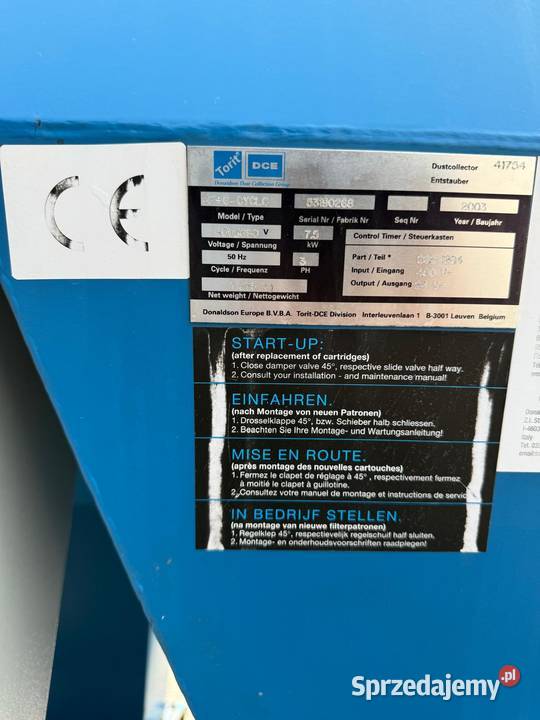 CE
Torit DCE
Donaldson Dust Collection Group
Dustcollector 41734
Entstauber
2003
Model / Type Serial Nr / Fabrik Nr Seq Nr Year / Baujahr
V 7.5
Voltage / Spannung kW
50 Hz 3
Cycle / Frequenz PH
Net weight / Nettogewicht
Control Timer / Steuerkasten
Part / Teil *
Input / Eingang
Output / Ausgang
Donaldson Europe B.V.B.A. Torit-DCE Division Interleuvenlaan 1 B-3001 Leuven Belgium
START-UP:
(after replacement of cartridges)
1. Close damper valve 45°, respective slide valve half way.
2. Consult your installation - and maintenance manual!
EINFAHREN.
(nach Montage von neuen Patronen)
1. Drosselklappe 45°, bzw. Schieber halb schliessen.
2. Beachten Sie Ihre Montage- und Wartungsanleitung!
MISE EN ROUTE.
(après montage des nouvelles cartouches)
1. Fermez le clapet de réglage à 45°, respectivement fermez
à moitié le clapet à guillotine.
2. Consultez votre manuel de montage et instructions de servic
IN BEDRIJF STELLEN.
(na montage van nieuwe filterpatronen)
1. Regelklep 45°, respectievelijk regelschuif half sluiten.
2. Montage- en onderhoudsvoorschriften raadplegen!
Italy
Sprzedajemy.pl